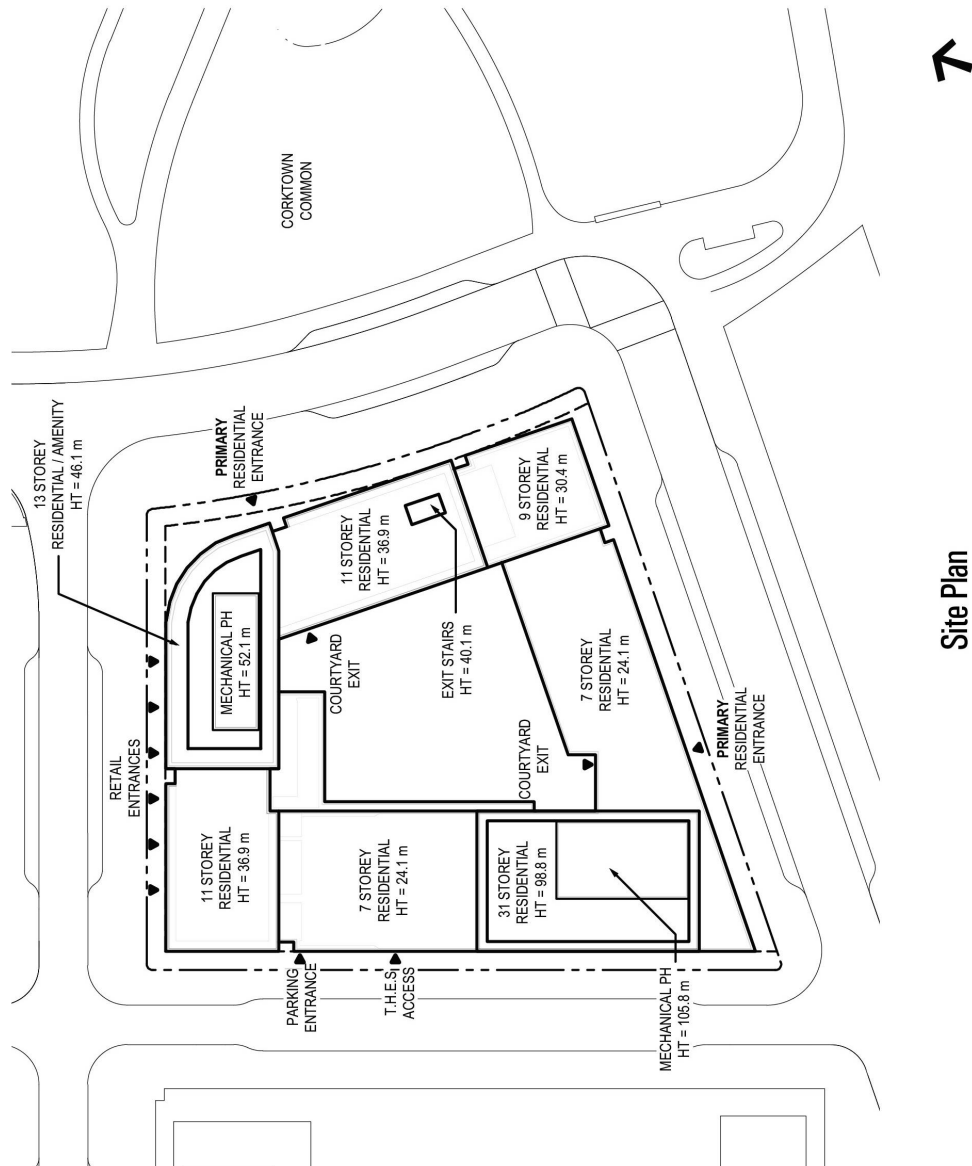 CORKTOWN
COMMON
13 STOREY
RESIDENTIAL / AMENITY
HT = 46.1 m
PRIMARY
RESIDENTIAL
ENTRANCE
RETAIL
ENTRANCES
MECHANICAL PH
HT = 52.1 m
11 STOREY
RESIDENTIAL
HT = 36.9 m
9 STOREY
RESIDENTIAL
HT = 30.4 m
COURTYARD
EXIT
EXIT STAIRS
HT = 40.1 m
11 STOREY
RESIDENTIAL
HT = 36.9 m
7 STOREY
RESIDENTIAL
HT = 24.1 m
COURTYARD
EXIT
7 STOREY
RESIDENTIAL
HT = 24.1 m
31 STOREY
RESIDENTIAL
HT = 98.8 m
PRIMARY
RESIDENTIAL
ENTRANCE
PARKING
ENTRANCE
T.H.E.S.
ACCESS
MECHANICAL PH
HT = 105.8 m
Site Plan